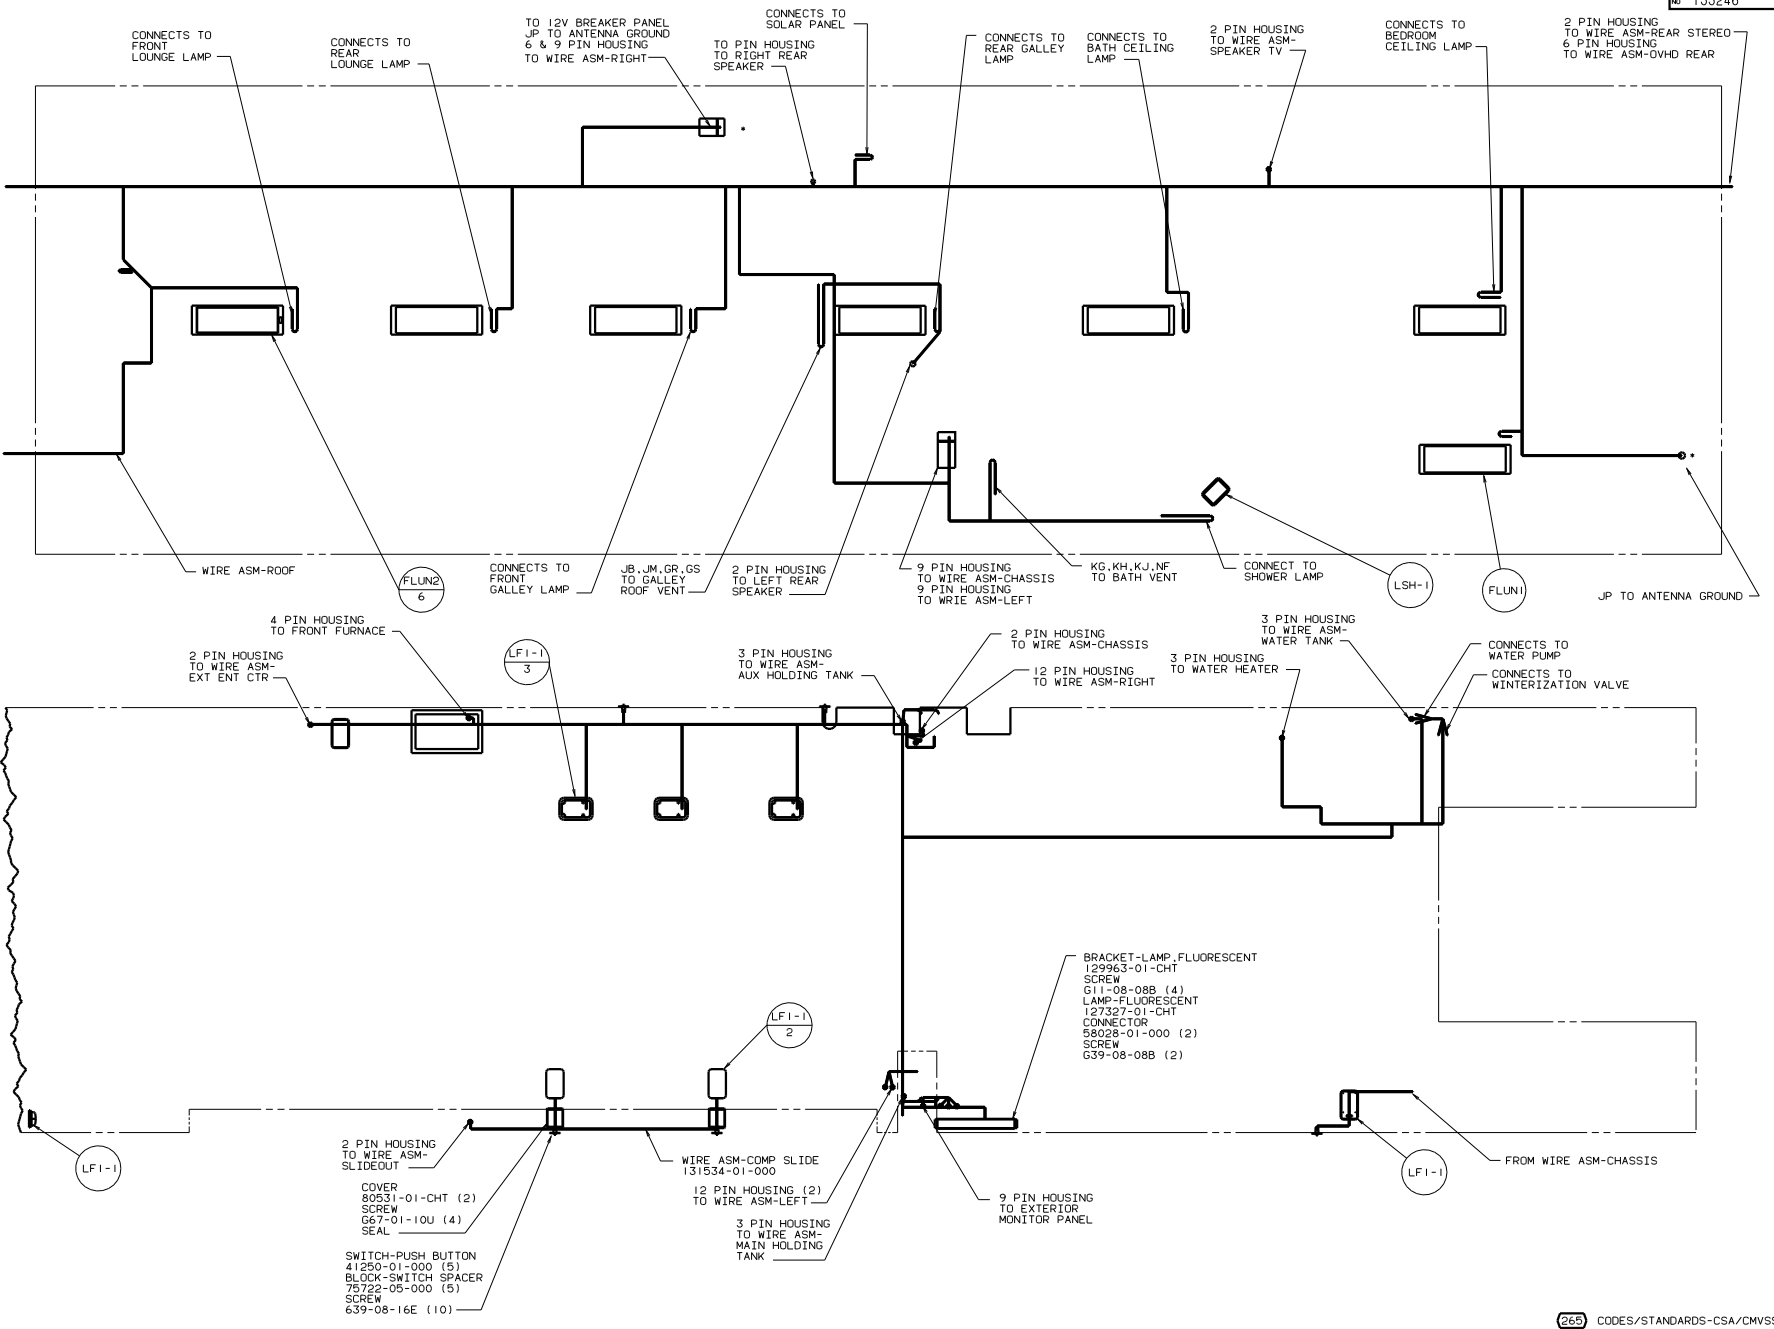 No 133246
CONNECTS TO
FRONT
LOUNGE LAMP
CONNECTS TO
REAR
LOUNGE LAMP
TO 12V BREAKER PANEL
JP TO ANTENNA GROUND
6 & 9 PIN HOUSING
TO WIRE ASM-RIGHT
TO PIN HOUSING
TO RIGHT REAR
SPEAKER
CONNECTS TO
SOLAR PANEL
CONNECTS TO
REAR GALLEY
LAMP
CONNECTS TO
BATH CEILING
LAMP
2 PIN HOUSING
TO WIRE ASM-
SPEAKER TV
CONNECTS TO
BEDROOM
CEILING LAMP
2 PIN HOUSING
TO WIRE ASM-REAR STEREO
6 PIN HOUSING
TO WIRE ASM-OVHD REAR
*
*
WIRE ASM-ROOF
FLUN2
6
CONNECTS TO
FRONT
GALLEY LAMP
JB,JM,GR,GS
TO GALLEY
ROOF VENT
2 PIN HOUSING
TO LEFT REAR
SPEAKER
9 PIN HOUSING
TO WIRE ASM-CHASSIS
9 PIN HOUSING
TO WRIE ASM-LEFT
KG,KH,KJ,NF
TO BATH VENT
CONNECT TO
SHOWER LAMP
LSH-1
FLUN1
JP TO ANTENNA GROUND
4 PIN HOUSING
TO FRONT FURNACE
2 PIN HOUSING
TO WIRE ASM-
EXT ENT CTR
LF1-1
3
3 PIN HOUSING
TO WIRE ASM-
AUX HOLDING TANK
2 PIN HOUSING
TO WIRE ASM-CHASSIS
12 PIN HOUSING
TO WIRE ASM-RIGHT
3 PIN HOUSING
TO WATER HEATER
3 PIN HOUSING
TO WIRE ASM-
WATER TANK
CONNECTS TO
WATER PUMP
CONNECTS TO
WINTERIZATION VALVE
BRACKET-LAMP,FLUORESCENT
129963-01-CHT
SCREW
G11-08-08B (4)
LAMP-FLUORESCENT
127327-01-CHT
CONNECTOR
58028-01-000 (2)
SCREW
G39-08-08B (2)
LF1-1
2
LF1-1
2 PIN HOUSING
TO WIRE ASM-
SLIDEOUT
COVER
80531-01-CHT (2)
SCREW
G67-01-10U (4)
SEAL
SWITCH-PUSH BUTTON
41250-01-000 (5)
BLOCK-SWITCH SPACER
75722-05-000 (5)
SCREW
639-08-16E (10)
WIRE ASM-COMP SLIDE
131534-01-000
12 PIN HOUSING (2)
TO WIRE ASM-LEFT
3 PIN HOUSING
TO WIRE ASM-
MAIN HOLDING
TANK
9 PIN HOUSING
TO EXTERIOR
MONITOR PANEL
LF1-1
FROM WIRE ASM-CHASSIS
265 CODES/STANDARDS-CSA/CMVSS